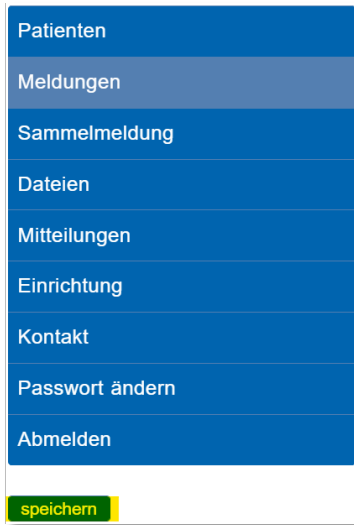 Patienten
Meldungen
Sammelmeldung
Dateien
Mitteilungen
Einrichtung
Kontakt
Passwort ändern
Abmelden
speichern